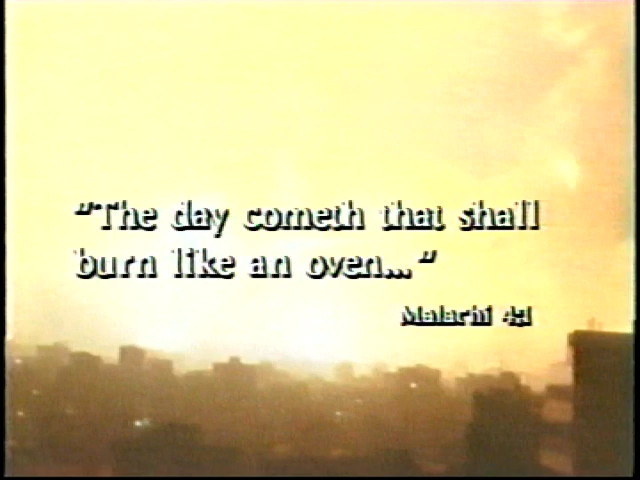 "The day cometh that shall
burn like an oven..."
Malachi 4:1